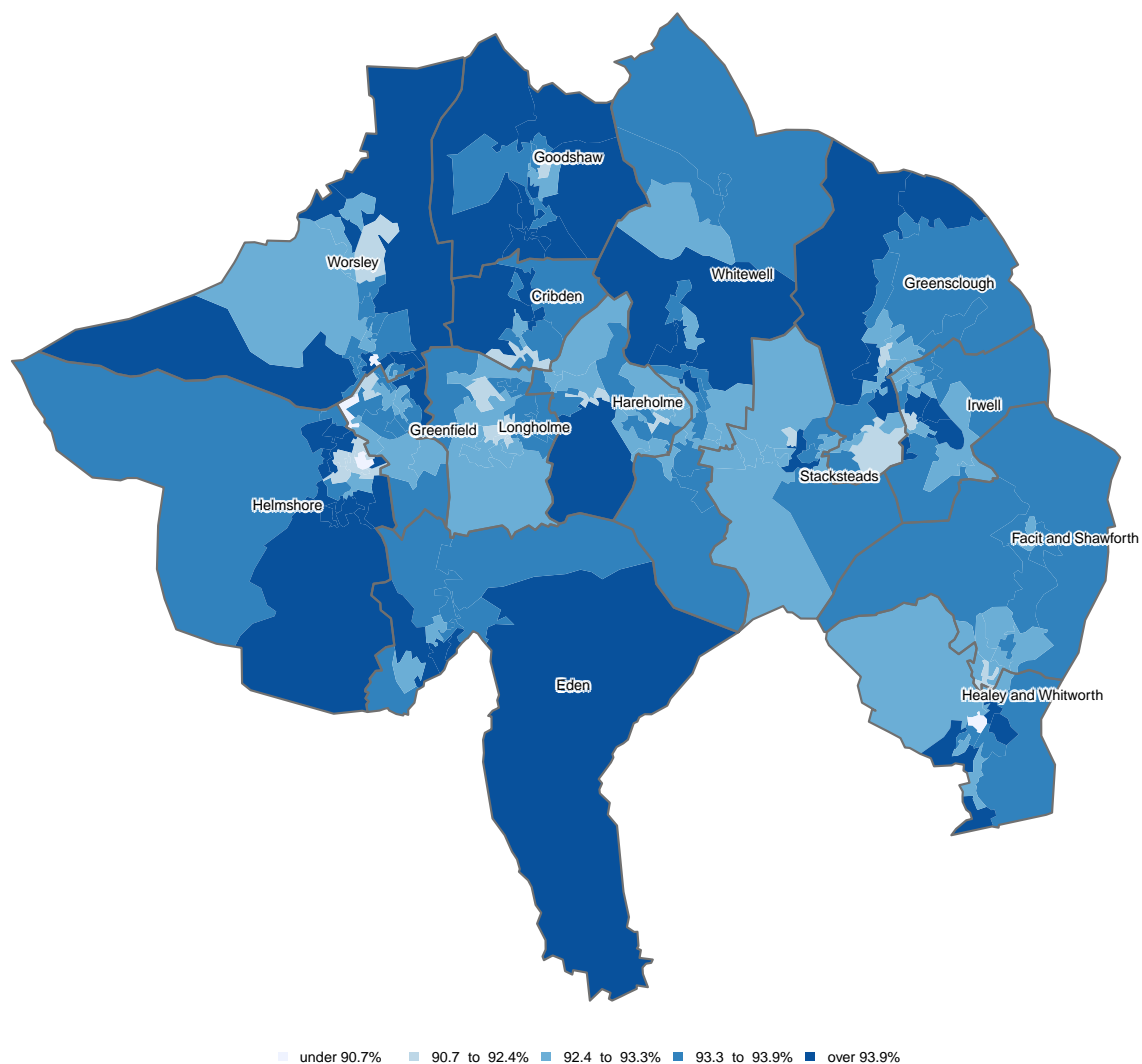 Goodshaw
Worsley
Whitewell
Greensclough
Cribden
Hareholme
Irwell
Greenfield
Longholme
Stacksteads
Helmshore
Facit and Shawforth
Eden
Healey and Whitworth
under 90.7% 90.7 to 92.4% 92.4 to 93.3% 93.3 to 93.9% over 93.9%